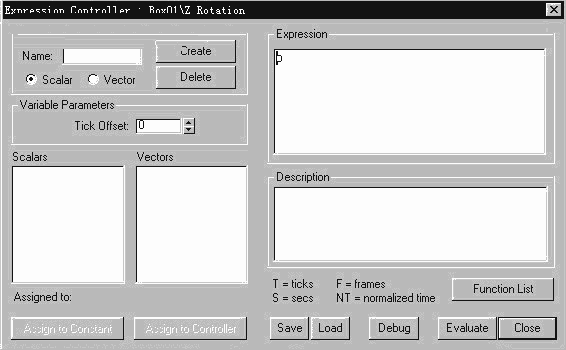 Expression Controller : Box01\Z Rotation
Name:
Create
Scalar
Vector
Delete
Variable Parameters
Tick Offset: 0
Scalars
Vectors
Assigned to:
Assign to Constant
Assign to Controller
Expression
Description
T = ticks
F = frames
S = secs
NT = normalized time
Function List
Save
Load
Debug
Evaluate
Close